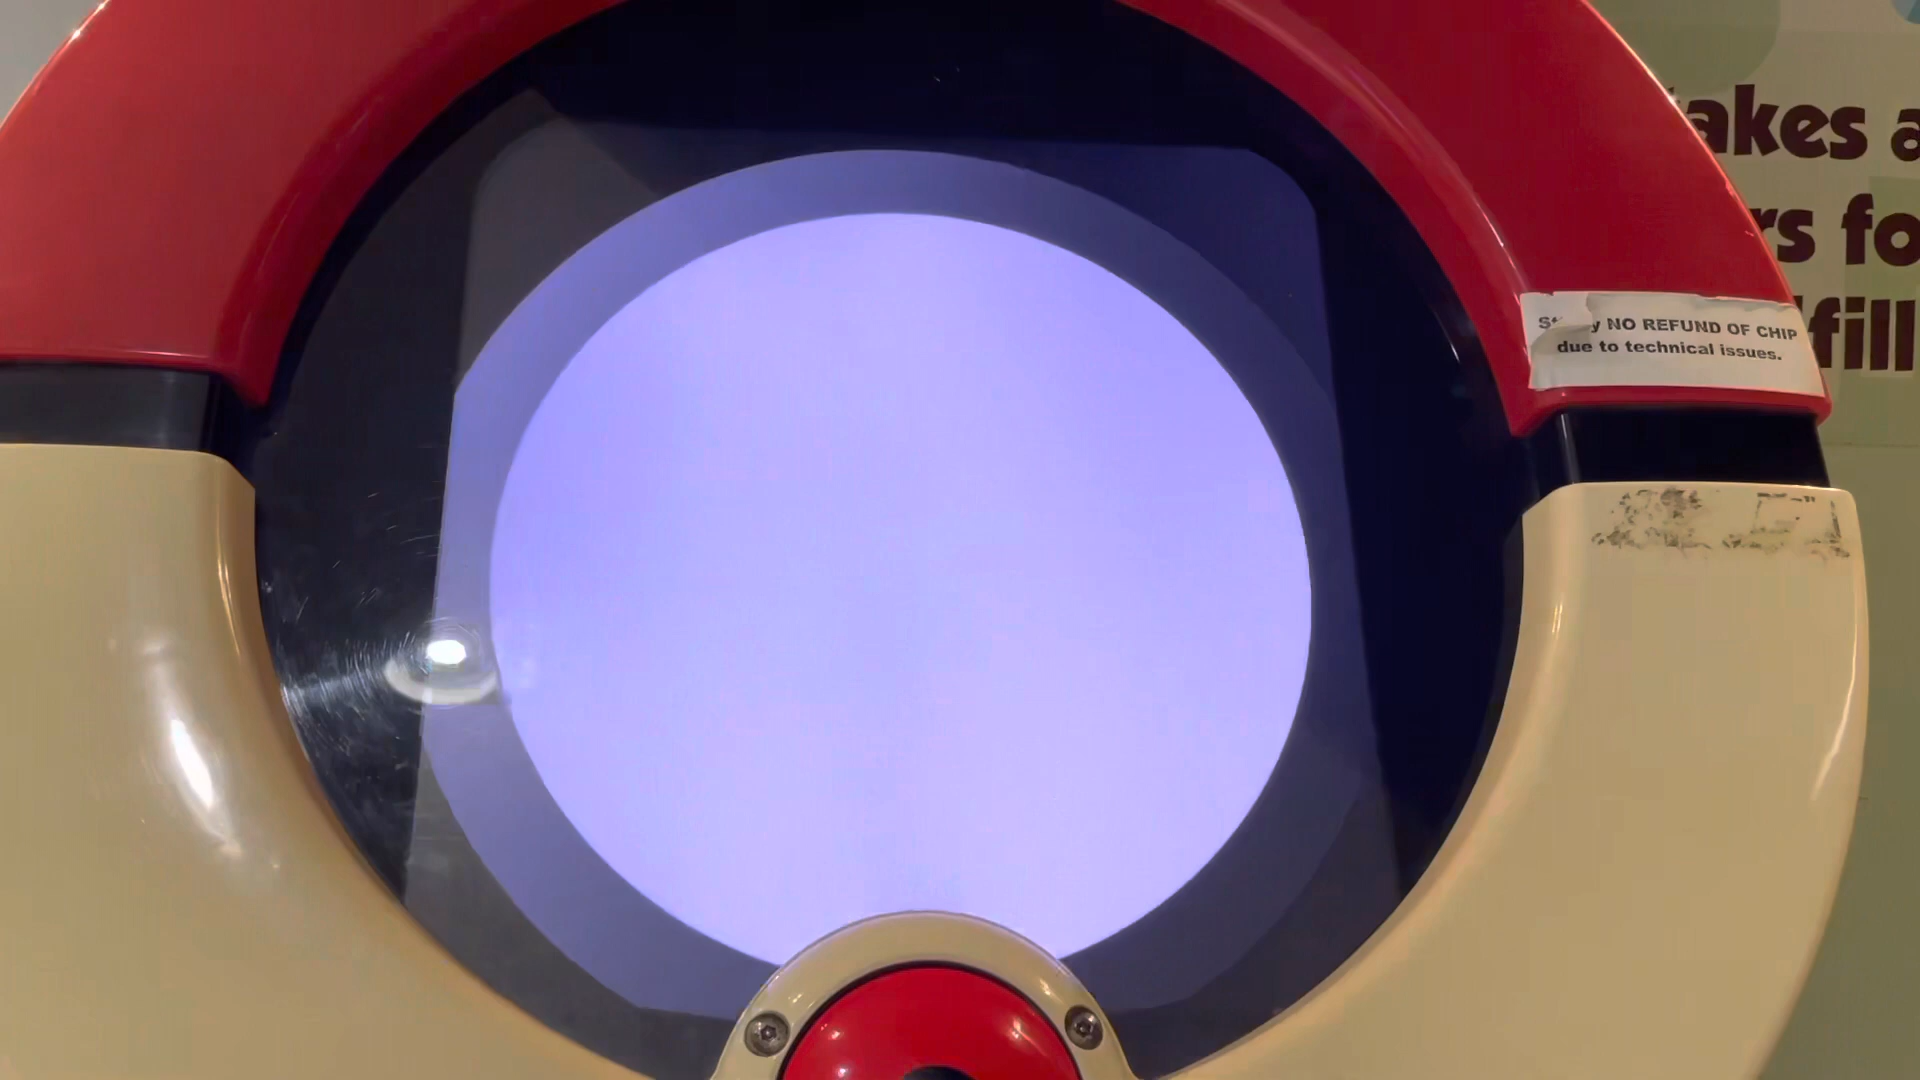 akes a
rs fo
fill
NO REFUND OF CHIP
due to technical issues.